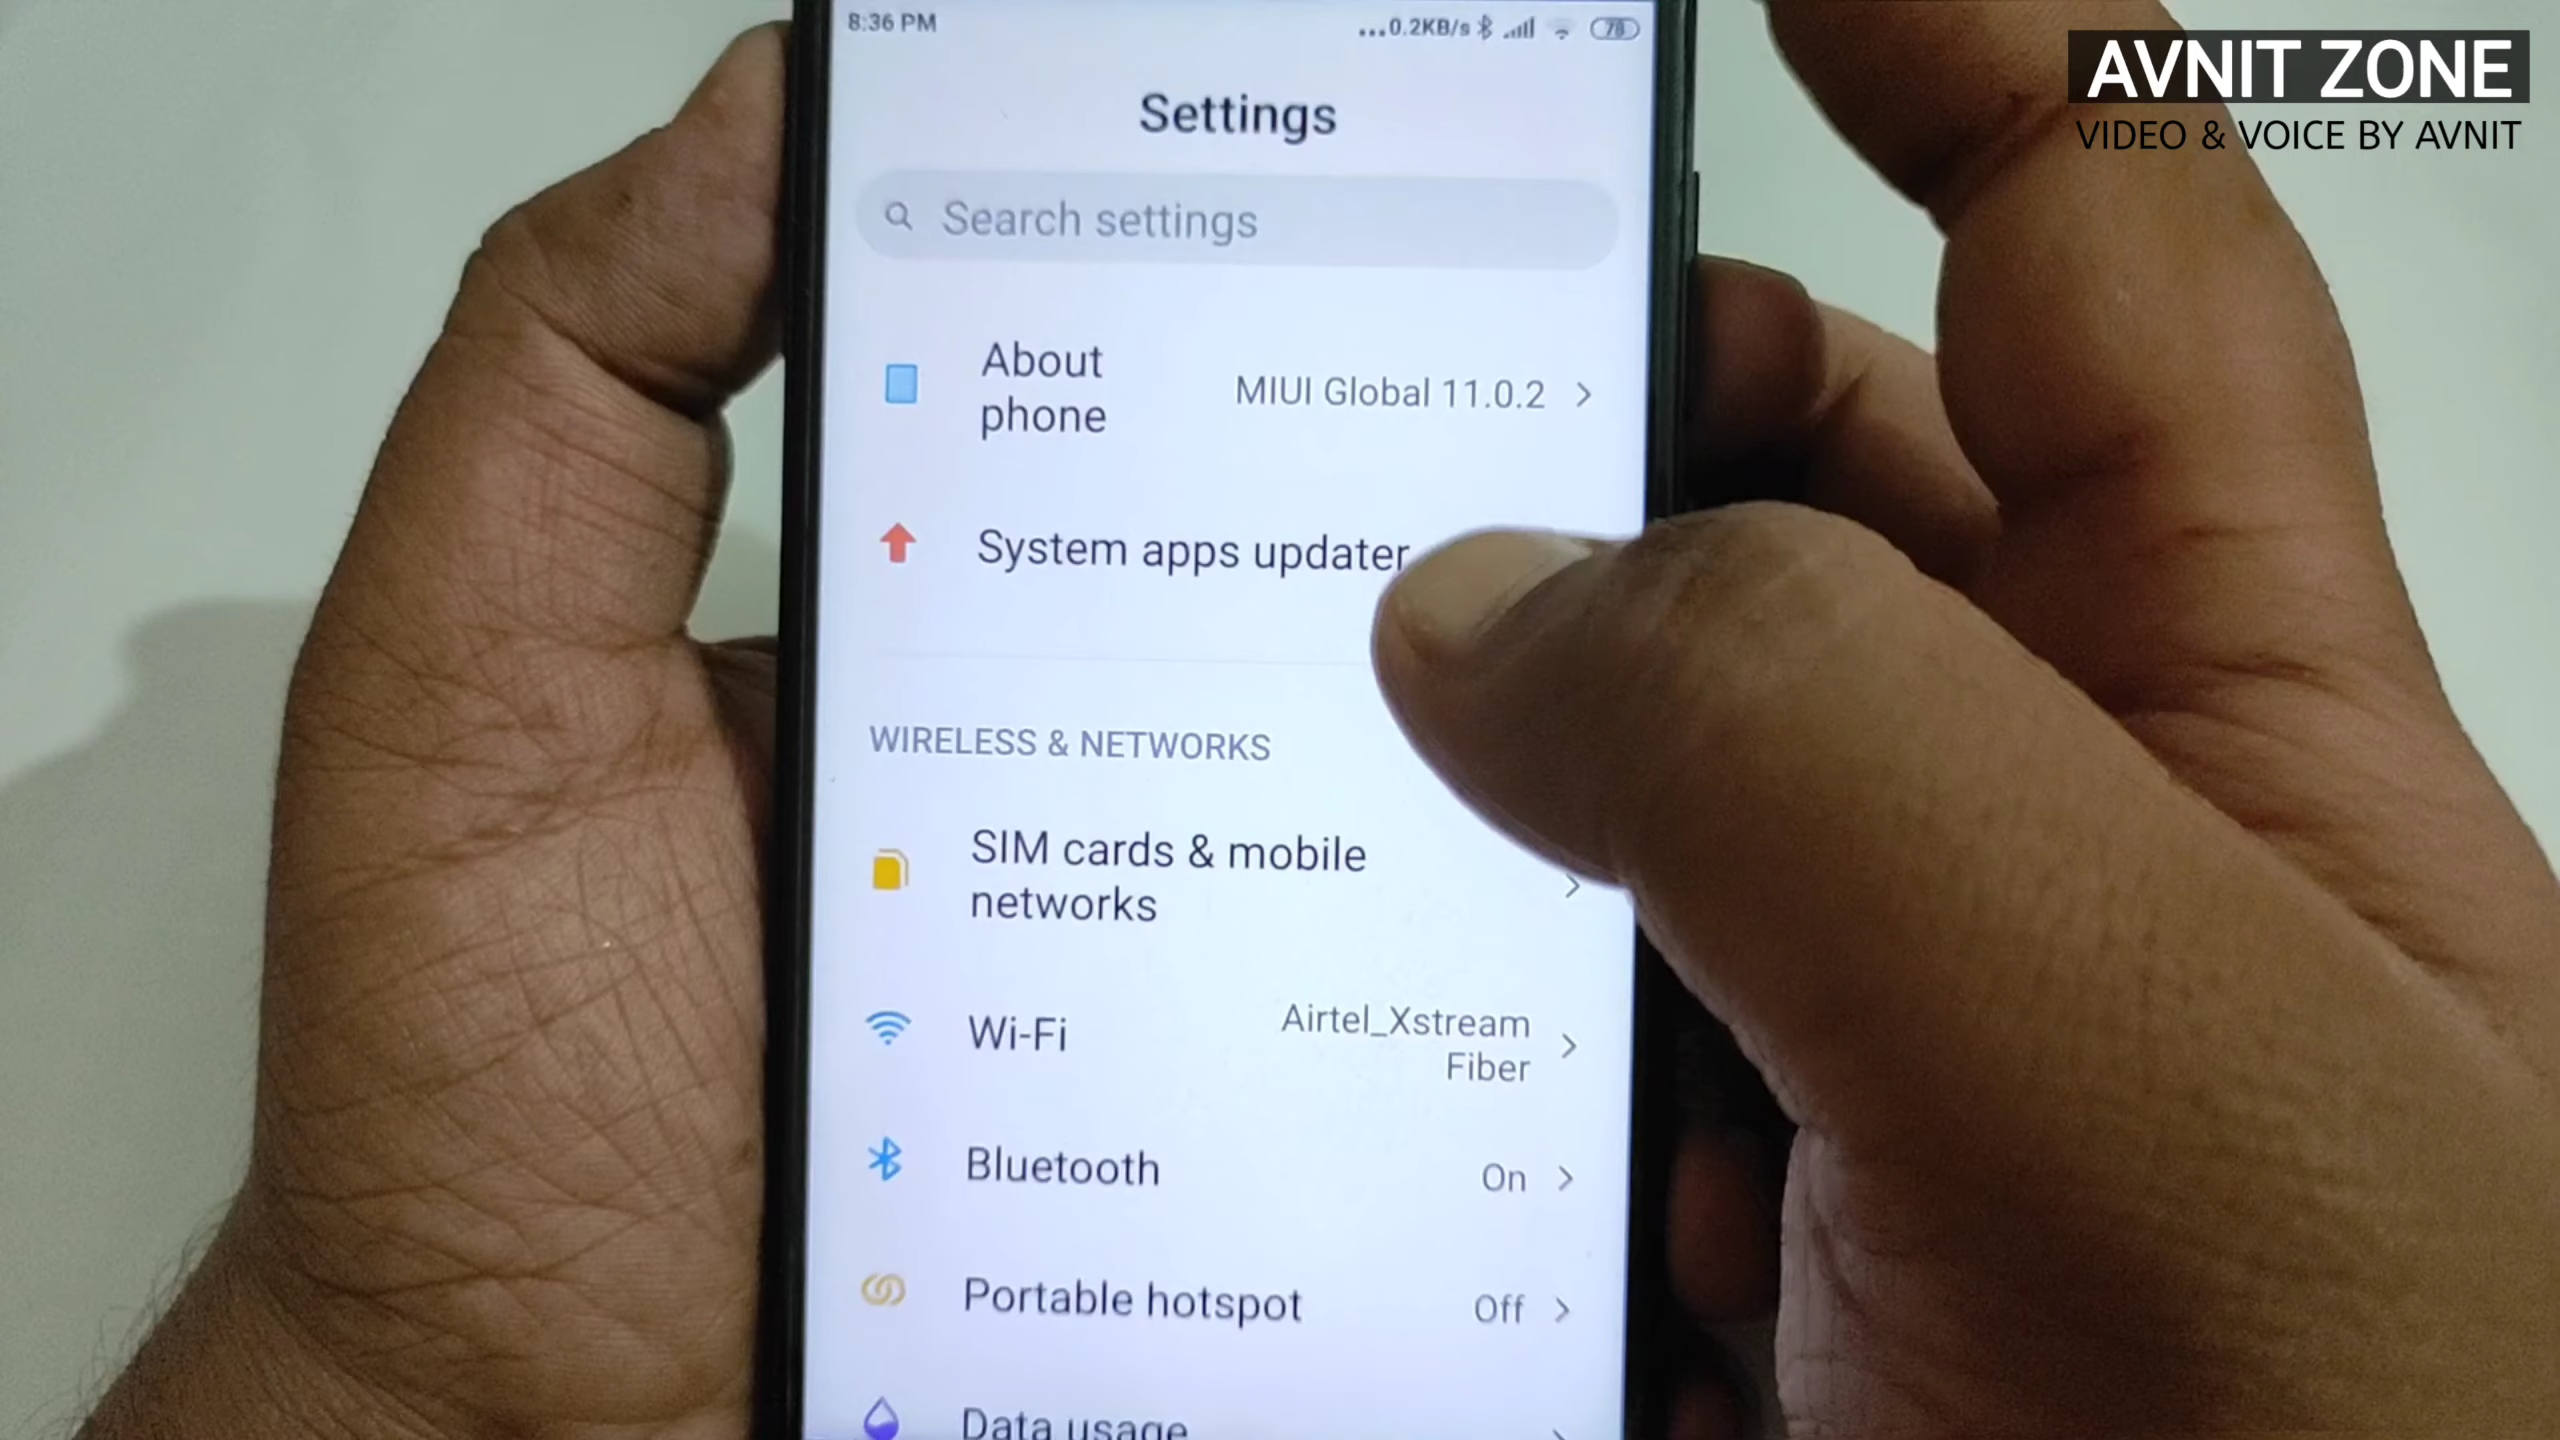 8:36 PM
...0.2KB/s 78
AVNIT ZONE
VIDEO & VOICE BY AVNIT
Settings
Search settings
About
phone
MIUI Global 11.0.2
System apps updater
WIRELESS & NETWORKS
SIM cards & mobile
networks
Wi-Fi
Airtel_Xstream
Fiber
Bluetooth
On
Portable hotspot
Off
Data usage